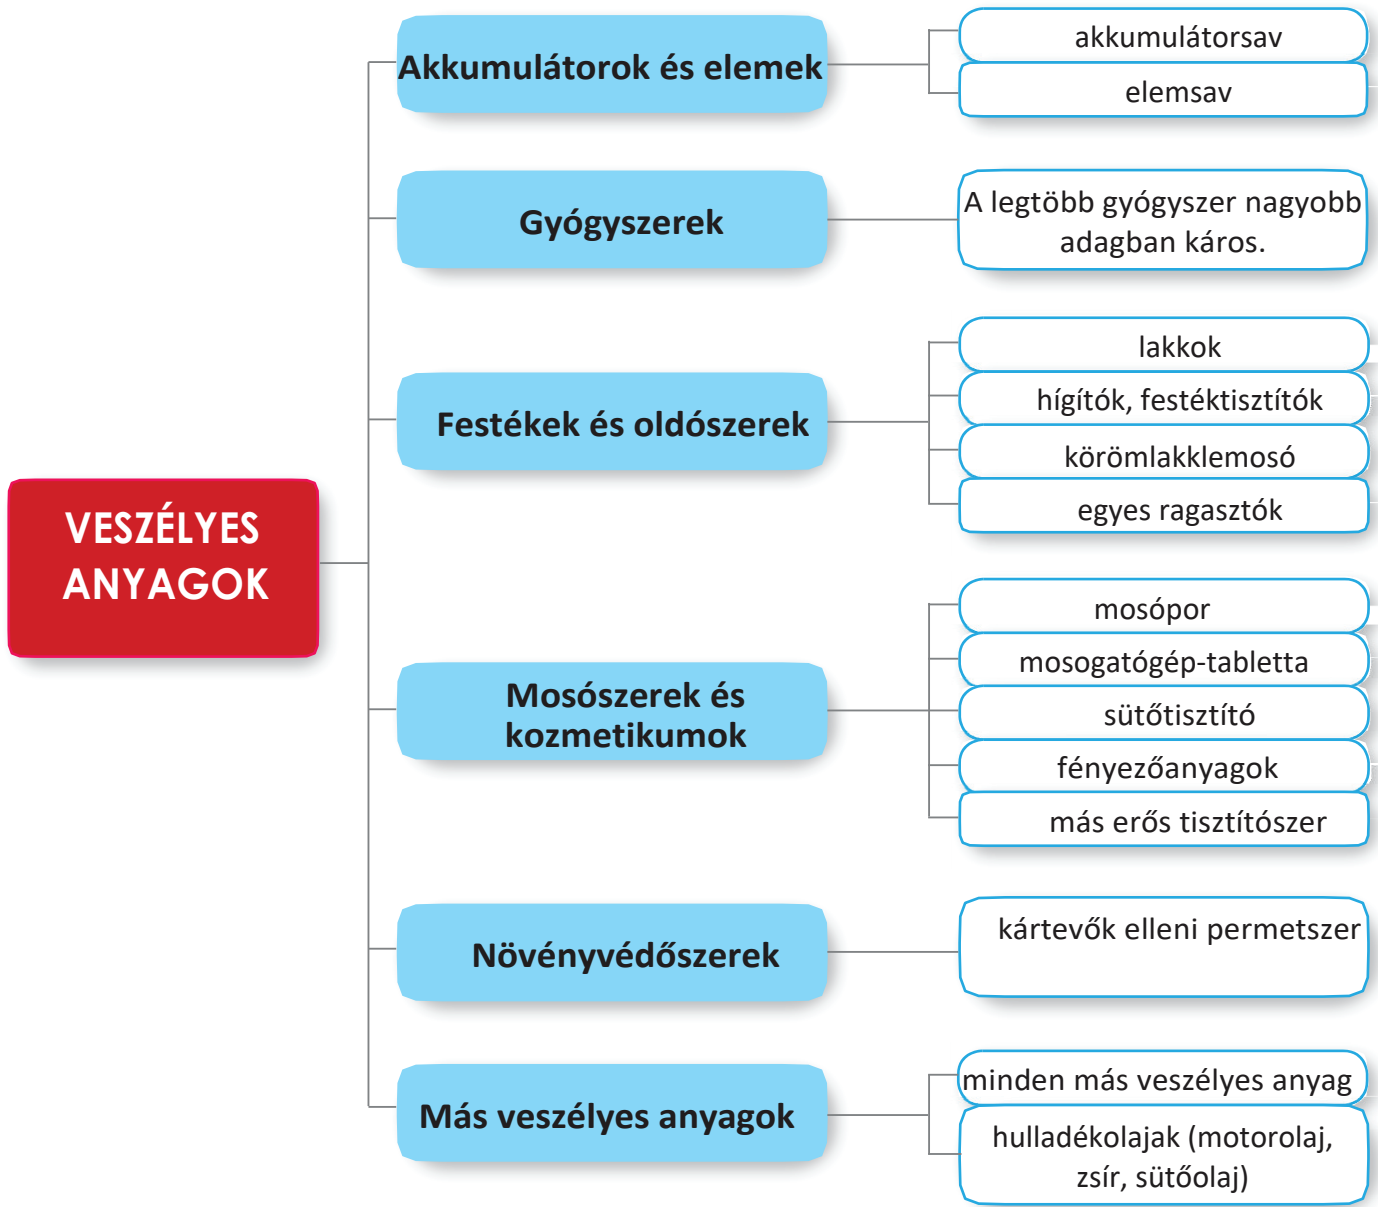 VESZÉLYES
ANYAGOK
Akkumulátorok és elemek
akkumulátorsav
elemsav
Gyógyszerek
A legtöbb gyógyszer nagyobb
adagban káros.
Festékek és oldószerek
lakkok
hígítók, festéktisztítók
körömlakklemosó
egyes ragasztók
Mosószerek és
kozmetikumok
mosópor
mosogatógép-tabletta
sütőtisztító
fényezőanyagok
más erős tisztítószer
Növényvédőszerek
kártevők elleni permetszer
Más veszélyes anyagok
minden más veszélyes anyag
hulladékolajak (motorolaj,
zsír, sütőolaj)